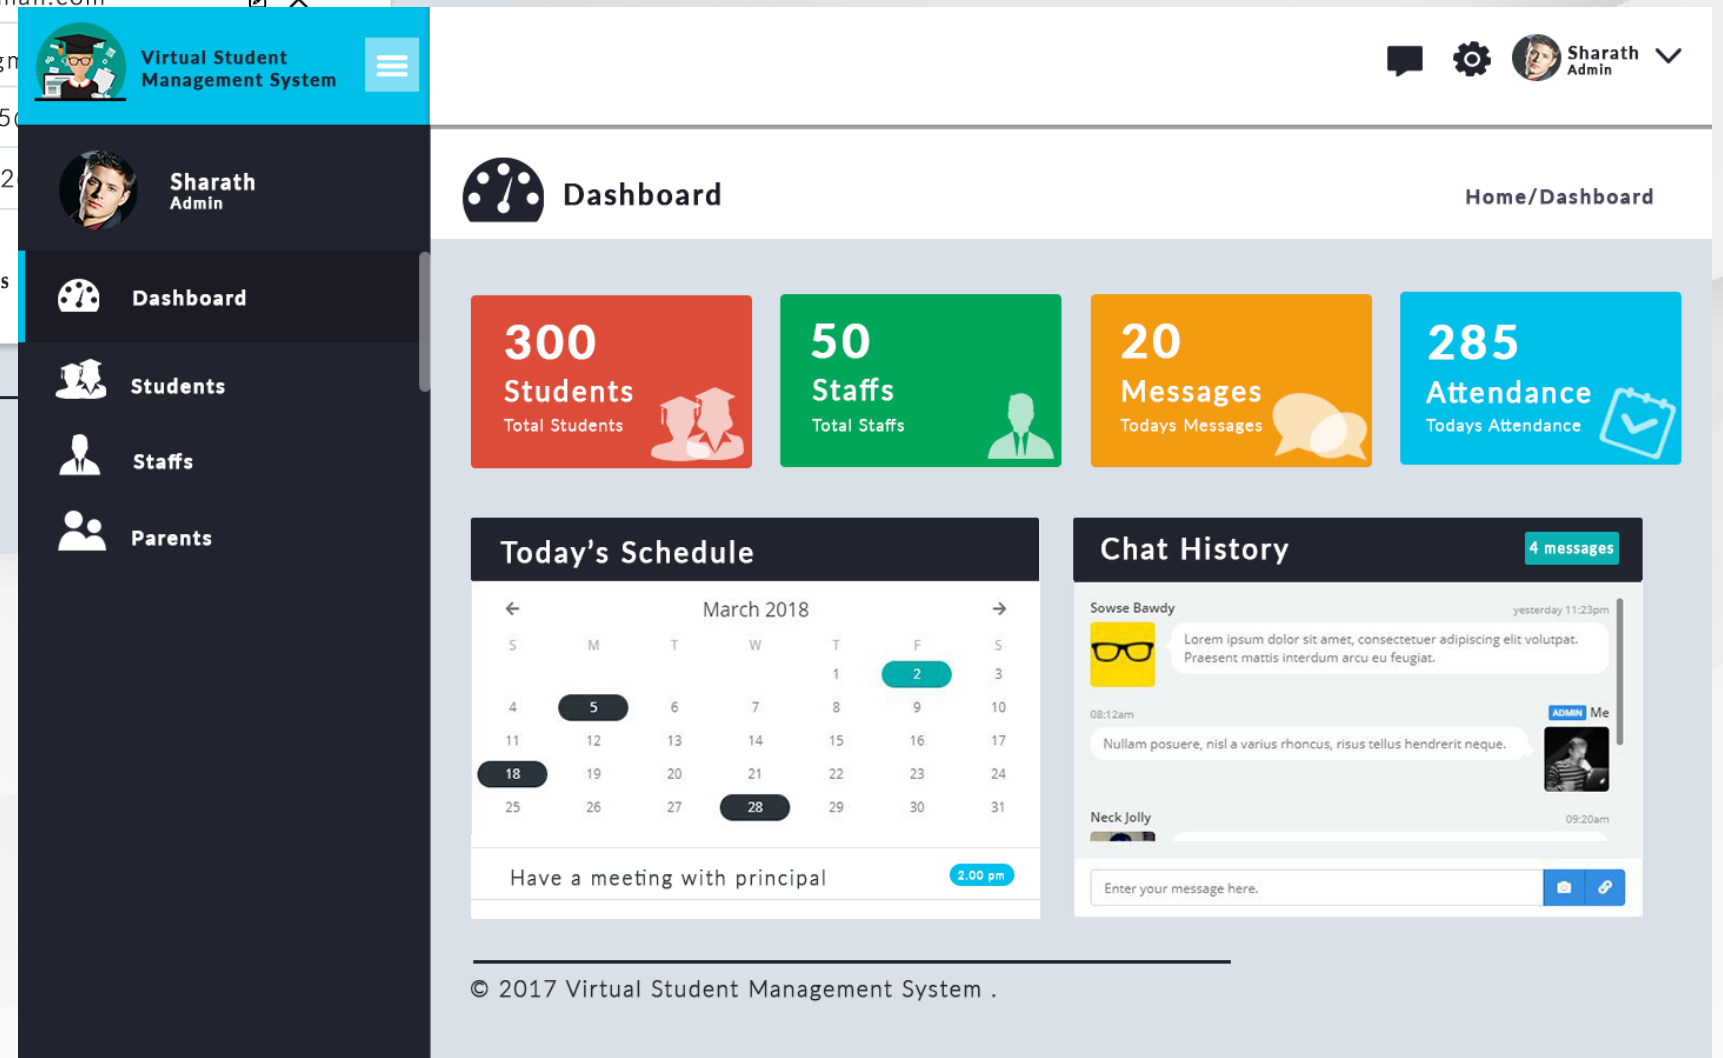 Virtual Student
Management System
Sharath
Admin
Sharath
Admin
Dashboard
Students
Staffs
Parents
Dashboard
Home/Dashboard
300
Students
Total Students
50
Staffs
Total Staffs
20
Messages
Todays Messages
285
Attendance
Todays Attendance
Today's Schedule
March 2018
S M T W T F S
1 2 3
4 5 6 7 8 9 10
11 12 13 14 15 16 17
18 19 20 21 22 23 24
25 26 27 28 29 30 31
Have a meeting with principal 2.00 pm
Chat History 4 messages
Sowse Bawdy yesterday 11:23pm
Lorem ipsum dolor sit amet, consectetuer adipiscing elit volutpat.
Praesent mattis interdum arcu eu feugiat.
08:12am ADMIN Me
Nullam posuere, nisl a varius rhoncus, risus tellus hendrerit neque.
Neck Jolly 09:20am
Enter your message here.
© 2017 Virtual Student Management System .